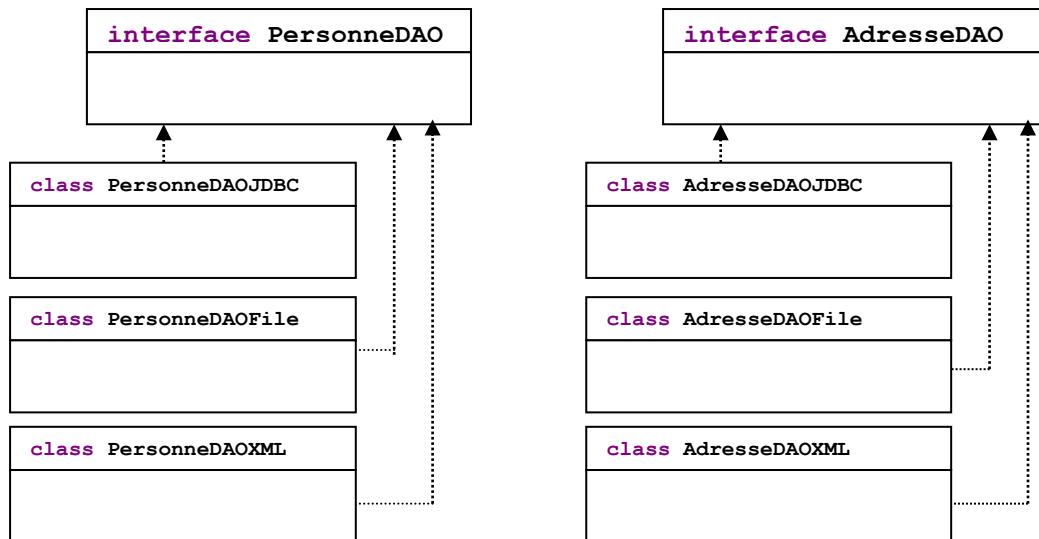 interface PersonneDAO
class PersonneDAOJDBC
class PersonneDAOFile
class PersonneDAOXML
interface AdresseDAO
class AdresseDAOJDBC
class AdresseDAOFile
class AdresseDAOXML